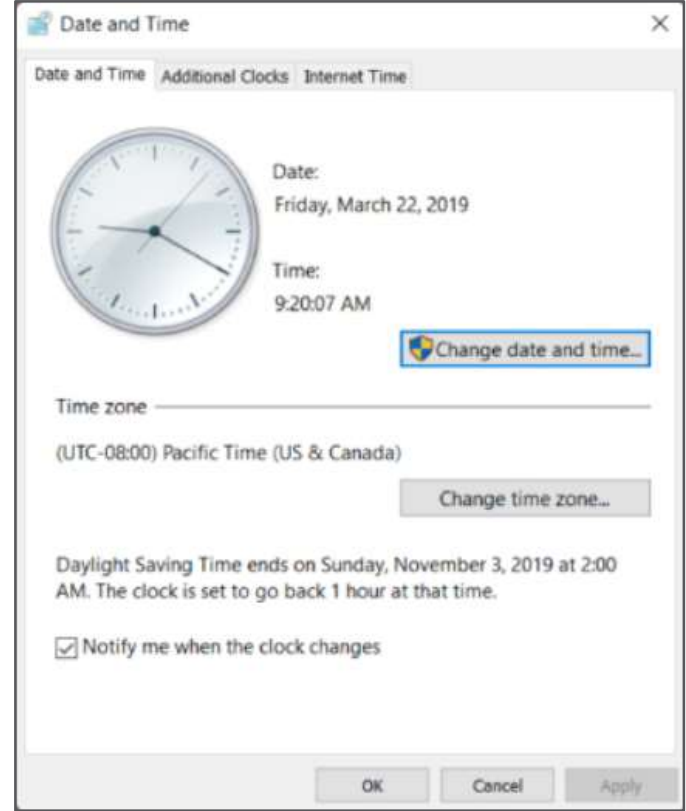 Date and Time
Date and Time Additional Clocks Internet Time
Date:
Friday, March 22, 2019
Time:
9:20:07 AM
Change date and time...
Time zone
(UTC-08:00) Pacific Time (US & Canada)
Change time zone...
Daylight Saving Time ends on Sunday, November 3, 2019 at 2:00
AM. The clock is set to go back 1 hour at that time.
Notify me when the clock changes
OK Cancel Apply